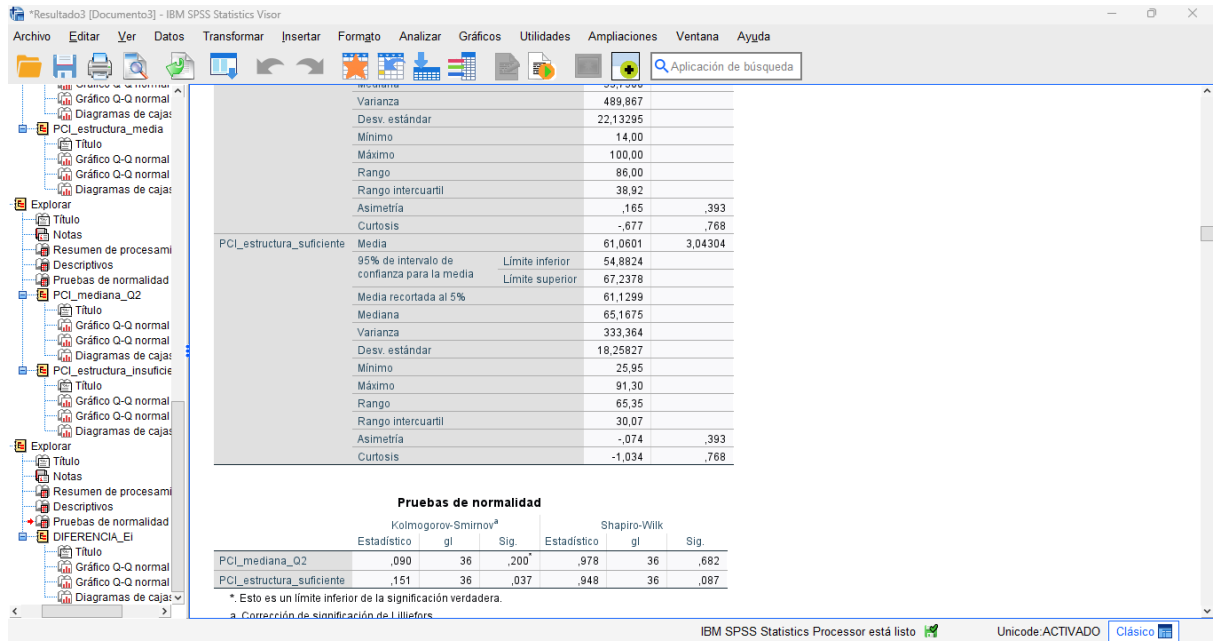 *Resultado3 [Documento3] - IBM SPSS Statistics Visor
Archivo Editar Ver Datos Transformar Insertar Formato Analizar Gráficos Utilidades Ampliaciones Ventana Ayuda
Aplicación de búsqueda
Gráfico Q-Q normal
Diagramas de cajas
PCI_estructura_media
Título
Gráfico Q-Q normal
Gráfico Q-Q normal
Diagramas de cajas
Explorar
Título
Notas
Resumen de procesami
Descriptivos
Pruebas de normalidad
PCI_mediana_Q2
Título
Gráfico Q-Q normal
Gráfico Q-Q normal
Diagramas de cajas
PCI_estructura_insuficie
Título
Gráfico Q-Q normal
Gráfico Q-Q normal
Diagramas de cajas
Explorar
Título
Notas
Resumen de procesami
Descriptivos
Pruebas de normalidad
DIFERENCIA_Ei
Título
Gráfico Q-Q normal
Gráfico Q-Q normal
Diagramas de cajas
Varianza 489,867
Desv. estándar 22,13295
Mínimo 14,00
Máximo 100,00
Rango 86,00
Rango intercuartil 38,92
Asimetría ,165 ,393
Curtosis -,677 ,768
PCI_estructura_suficiente Media 61,0601 3,04304
95% de intervalo de confianza para la media Límite inferior 54,8824
Límite superior 67,2378
Media recortada al 5% 61,1299
Mediana 65,1675
Varianza 333,364
Desv. estándar 18,25827
Mínimo 25,95
Máximo 91,30
Rango 65,35
Rango intercuartil 30,07
Asimetría -,074 ,393
Curtosis -1,034 ,768
Pruebas de normalidad
Kolmogorov-Smirnov^a Shapiro-Wilk
Estadístico gl Sig. Estadístico gl Sig.
PCI_mediana_Q2 ,090 36 ,200* ,978 36 ,682
PCI_estructura_suficiente ,151 36 ,037 ,948 36 ,087
*. Esto es un límite inferior de la significación verdadera.
a. Corrección de significación de Lilliefors
IBM SPSS Statistics Processor está listo Unicode:ACTIVADO Clásico